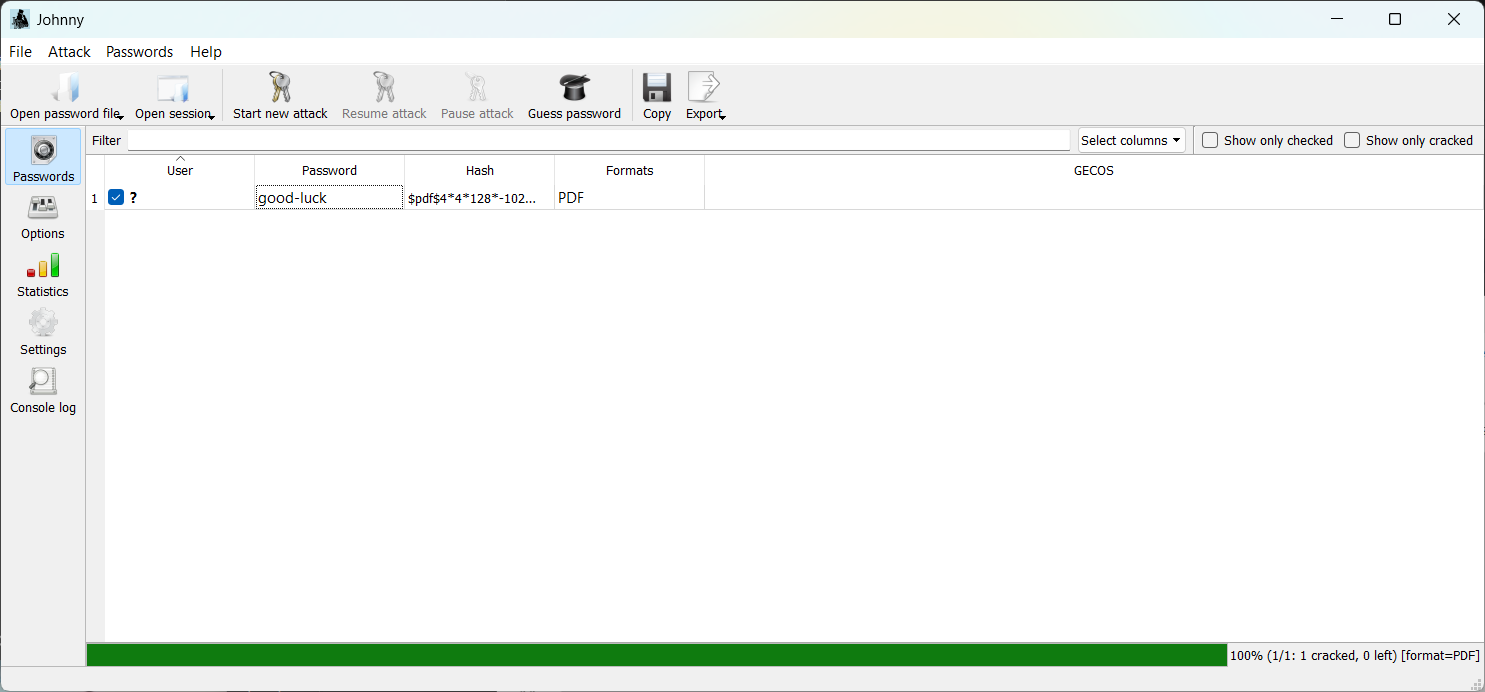 Johnny
File Attack Passwords Help
Open password file Open session Start new attack Resume attack Pause attack Guess password Copy Export
Passwords
Options
Statistics
Settings
Console log
Filter Select columns Show only checked Show only cracked
User Password Hash Formats GECOS
1 ? good-luck $pdf$4*4*128*-102... PDF
100% (1/1: 1 cracked, 0 left) [format=PDF]